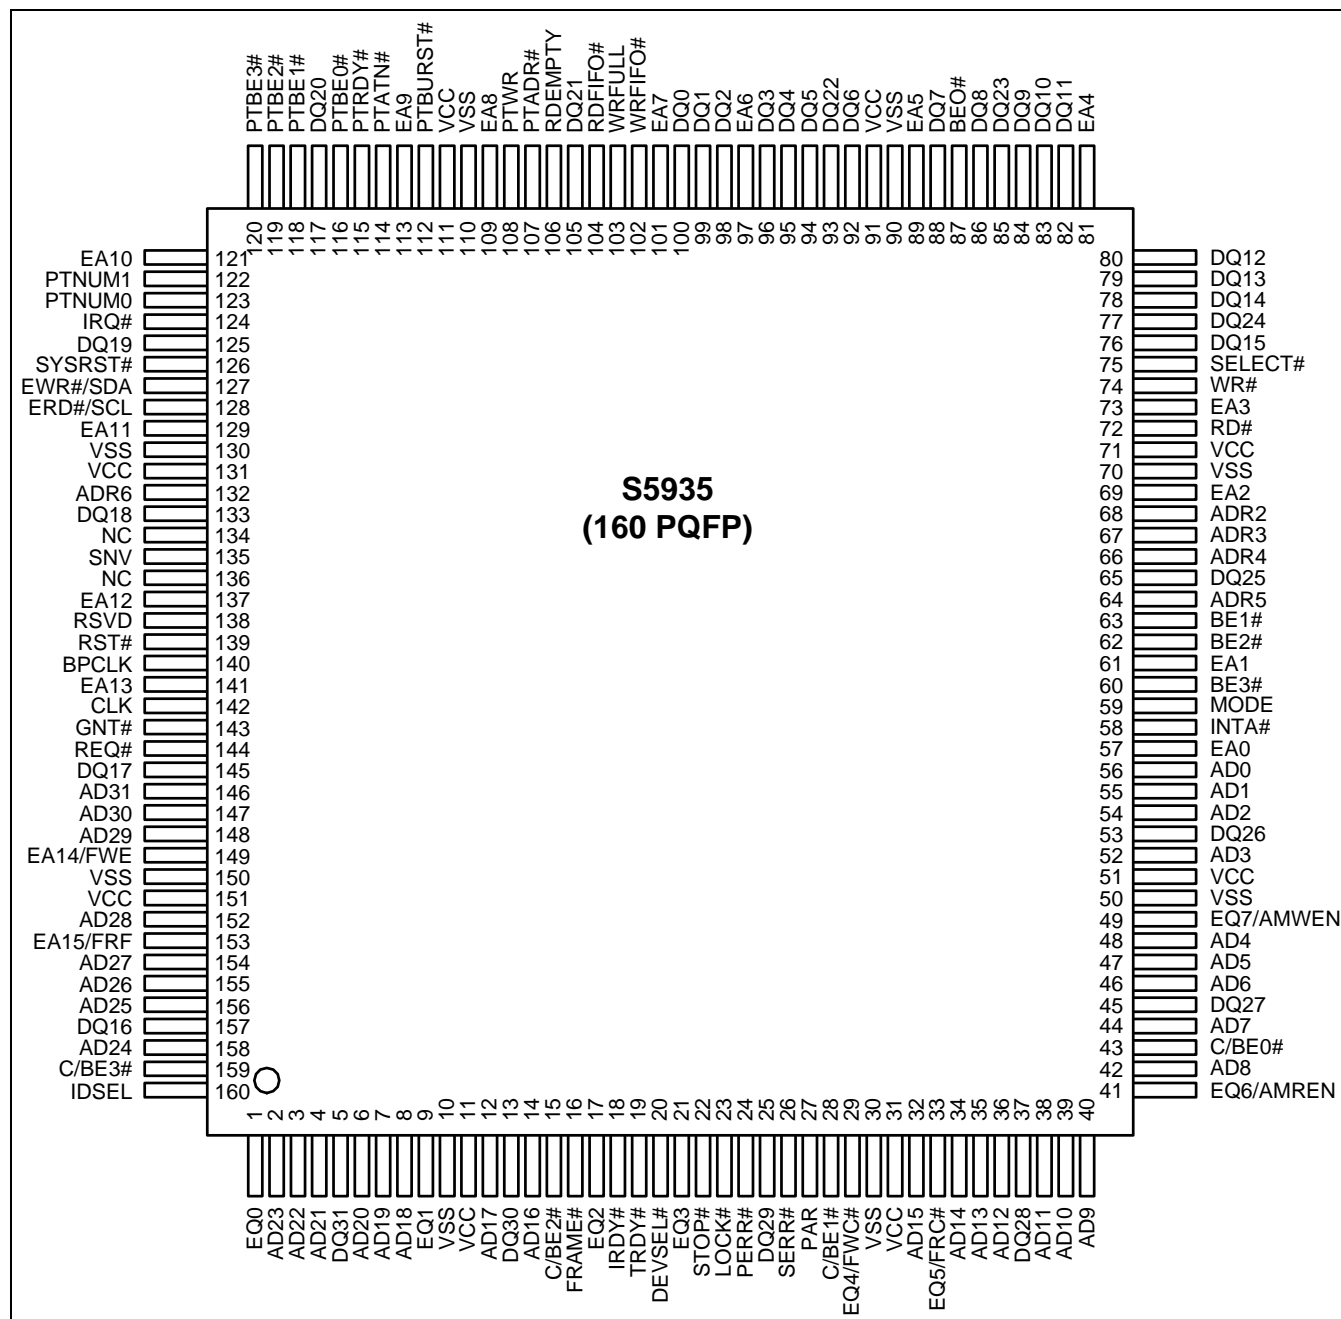 PTBE3#
PTBE2#
PTBE1#
DQ20
PTBE0#
PTRDY#
PTATN#
EA9
PTBURST#
VCC
VSS
EA8
PTWR
PTADR#
RDEMPTY
DQ21
RDFIFO#
WRFULL
WRFIFO#
EA7
DQ0
DQ1
DQ2
EA6
DQ3
DQ4
DQ5
DQ22
DQ6
VCC
VSS
EA5
DQ7
BEO#
DQ8
DQ23
DQ9
DQ10
DQ11
EA4
120
119
118
117
116
115
114
113
112
111
110
109
108
107
106
105
104
103
102
101
100
99
98
97
96
95
94
93
92
91
90
89
88
87
86
85
84
83
82
81
EA10 121
PTNUM1 122
PTNUM0 123
IRQ# 124
DQ19 125
SYSRST# 126
EWR#/SDA 127
ERD#/SCL 128
EA11 129
VSS 130
VCC 131
ADR6 132
DQ18 133
NC 134
SNV 135
NC 136
EA12 137
RSVD 138
RST# 139
BPCLK 140
EA13 141
CLK 142
GNT# 143
REQ# 144
DQ17 145
AD31 146
AD30 147
AD29 148
EA14/FWE 149
VSS 150
VCC 151
AD28 152
EA15/FRF 153
AD27 154
AD26 155
AD25 156
DQ16 157
AD24 158
C/BE3# 159
IDSEL 160
S5935
(160 PQFP)
80 DQ12
79 DQ13
78 DQ14
77 DQ24
76 DQ15
75 SELECT#
74 WR#
73 EA3
72 RD#
71 VCC
70 VSS
69 EA2
68 ADR2
67 ADR3
66 ADR4
65 DQ25
64 ADR5
63 BE1#
62 BE2#
61 EA1
60 BE3#
59 MODE
58 INTA#
57 EA0
56 AD0
55 AD1
54 AD2
53 DQ26
52 AD3
51 VCC
50 VSS
49 EQ7/AMWEN
48 AD4
47 AD5
46 AD6
45 DQ27
44 AD7
43 C/BE0#
42 AD8
41 EQ6/AMREN
1
2
3
4
5
6
7
8
9
10
11
12
13
14
15
16
17
18
19
20
21
22
23
24
25
26
27
28
29
30
31
32
33
34
35
36
37
38
39
40
EQ0
AD23
AD22
AD21
DQ31
AD20
AD19
AD18
EQ1
VSS
VCC
AD17
DQ30
AD16
C/BE2#
FRAME#
EQ2
IRDY#
TRDY#
DEVSEL#
EQ3
STOP#
LOCK#
PERR#
DQ29
SERR#
PAR
C/BE1#
EQ4/FWC#
VSS
VCC
AD15
EQ5/FRC#
AD14
AD13
AD12
DQ28
AD11
AD10
AD9